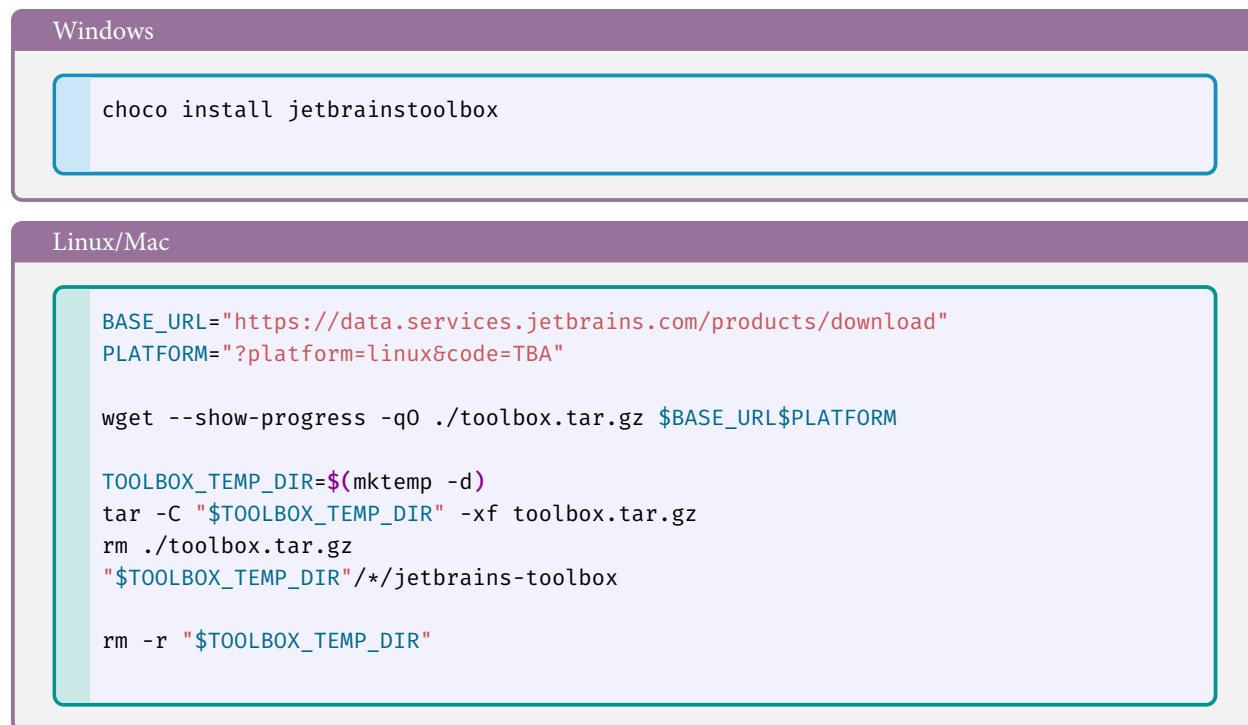 Windows
choco install jetbrainstoolbox
Linux/Mac
BASE_URL="https://data.services.jetbrains.com/products/download"
PLATFORM="?platform=linux&code=TBA"
wget --show-progress -qO ./toolbox.tar.gz $BASE_URL$PLATFORM
TOOLBOX_TEMP_DIR=$(mktemp -d)
tar -C "$TOOLBOX_TEMP_DIR" -xf toolbox.tar.gz
rm ./toolbox.tar.gz
"$TOOLBOX_TEMP_DIR"/*/jetbrains-toolbox
rm -r "$TOOLBOX_TEMP_DIR"